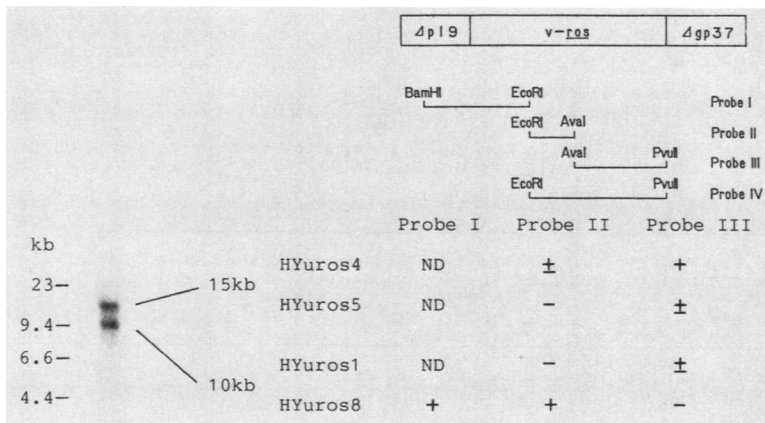 Δp19 v-ros Δgp37
BamHI EcoRI Probe I
EcoRI AvaI Probe II
AvaI PvuII Probe III
EcoRI PvuII Probe IV
Probe I Probe II Probe III
kb
HYuros4 ND ± +
23— 15kb
HYuros5 ND - ±
9.4—
6.6—
HYuros1 ND - ±
10kb
4.4—
HYuros8 + + -